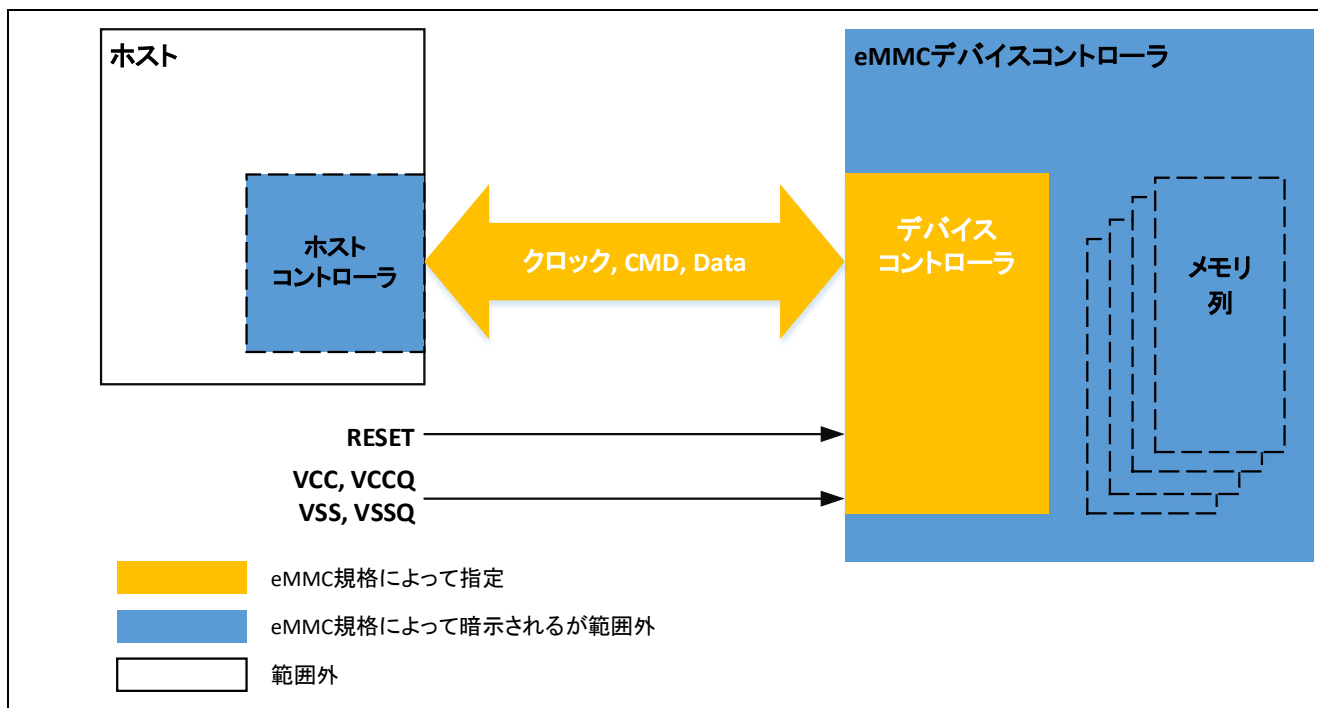 ホスト
eMMCデバイスコントローラ
ホスト
コントローラ
クロック, CMD, Data
デバイス
コントローラ
メモリ
列
RESET
VCC, VCCQ
VSS, VSSQ
eMMC規格によって指定
eMMC規格によって暗示されるが範囲外
範囲外